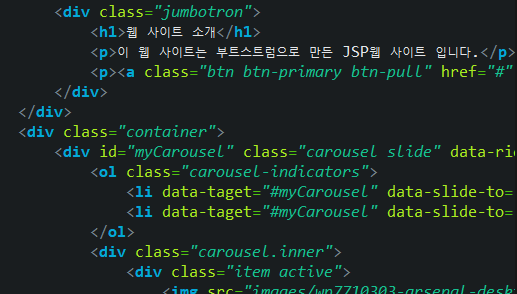 <div class="jumbotron">
<h1>웹 사이트 소개</h1>
<p>이 웹 사이트는 부트스트럼으로 만든 JSP웹 사이트 입니다.</p>
<p><a class="btn btn-primary btn-pull" href="#"
</div>
</div>
<div class="container">
<div id="myCarousel" class="carousel slide" data-rid
<ol class="carousel-indicators">
<li data-taget="#myCarousel" data-slide-to=
<li data-taget="#myCarousel" data-slide-to=
</ol>
<div class="carousel.inner">
<div class="item active">
<img src="images/wp7710303-arsenal-desk